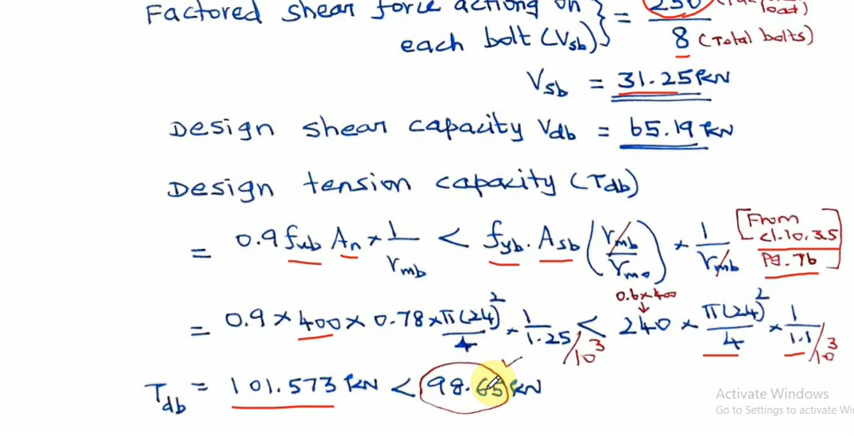 Factored shear force acting on } = 250
each bolt (Vsb) } 8 (Total bolts)
load)
Vsb = 31.25 KN
Design shear capacity Vdb = 65.19 KN
Design tension capacity (Tdb)
= 0.9 fub An * 1/γmb < fyb. Asb (γmb/γmo) * 1/γmb [From cl.10.3.5 Pg. 76]
0.6*400
= 0.9 * 400 * 0.78 * π(24)²/4 * 1/1.25/10³ < 240 * π(24)²/4 * 1/1.1/10³
Tdb = 101.573 KN < 98.65 KN
Activate Windows
Go to Settings to activate Wi